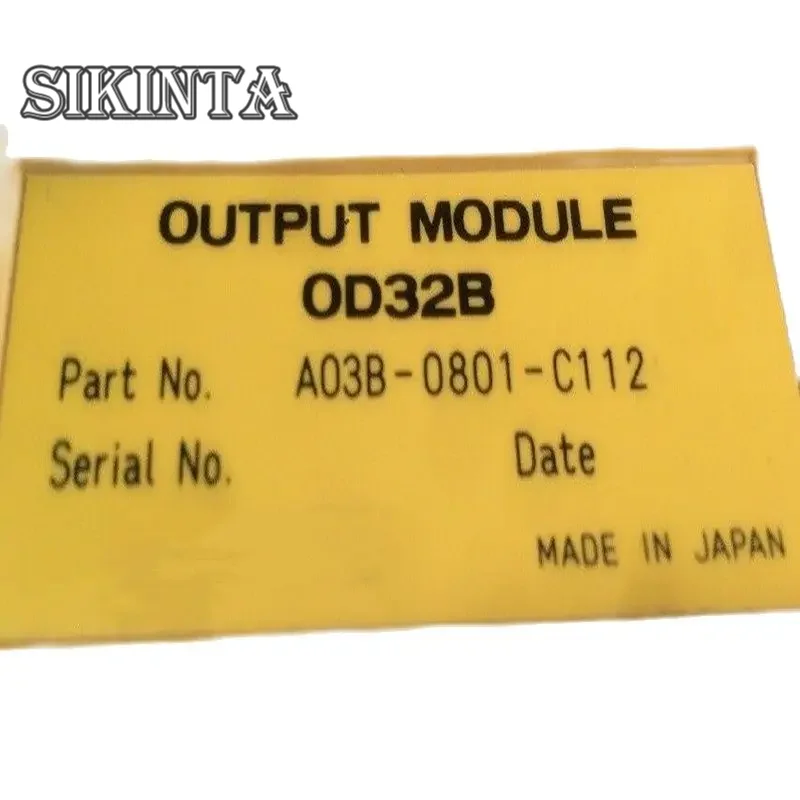 SIKINTA
OUTPUT MODULE
OD32B
Part No. A03B-0801-C112
Serial No. Date
MADE IN JAPAN